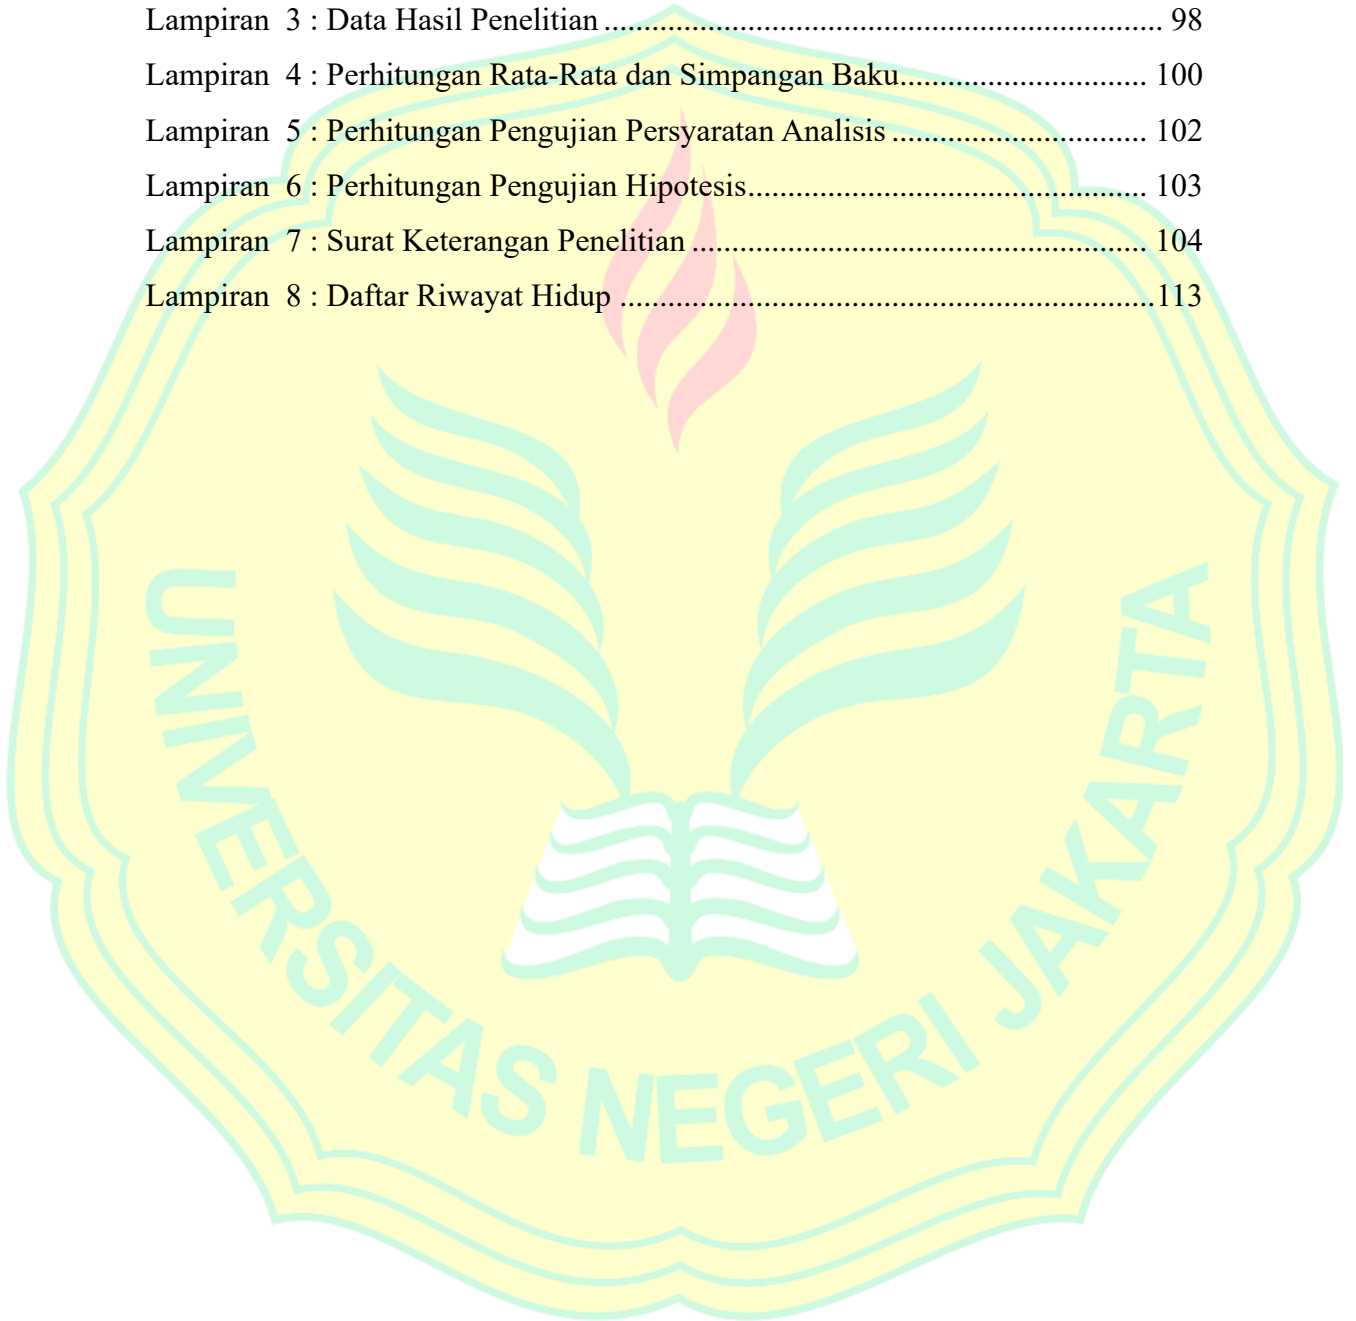 Lampiran  3 : Data Hasil Penelitian ...................................................................... 98
Lampiran  4 : Perhitungan Rata-Rata dan Simpangan Baku............................... 100
Lampiran  5 : Perhitungan Pengujian Persyaratan Analisis ................................ 102
Lampiran  6 : Perhitungan Pengujian Hipotesis.................................................. 103
Lampiran  7 : Surat Keterangan Penelitian ......................................................... 104
Lampiran  8 : Daftar Riwayat Hidup ...................................................................113
UNIVERSITAS NEGERI JAKARTA